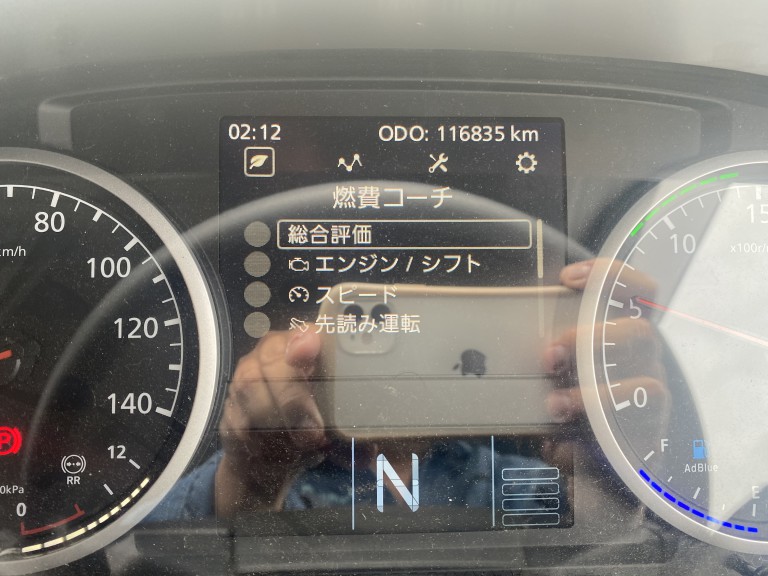 02:12 ODO: 116835 km
燃費コーチ
総合評価
エンジン / シフト
スピード
先読み運転
80
100
120
140
km/h
P
RR
12
0
N
15
10
5
0
x100r/
F
AdBlue
E